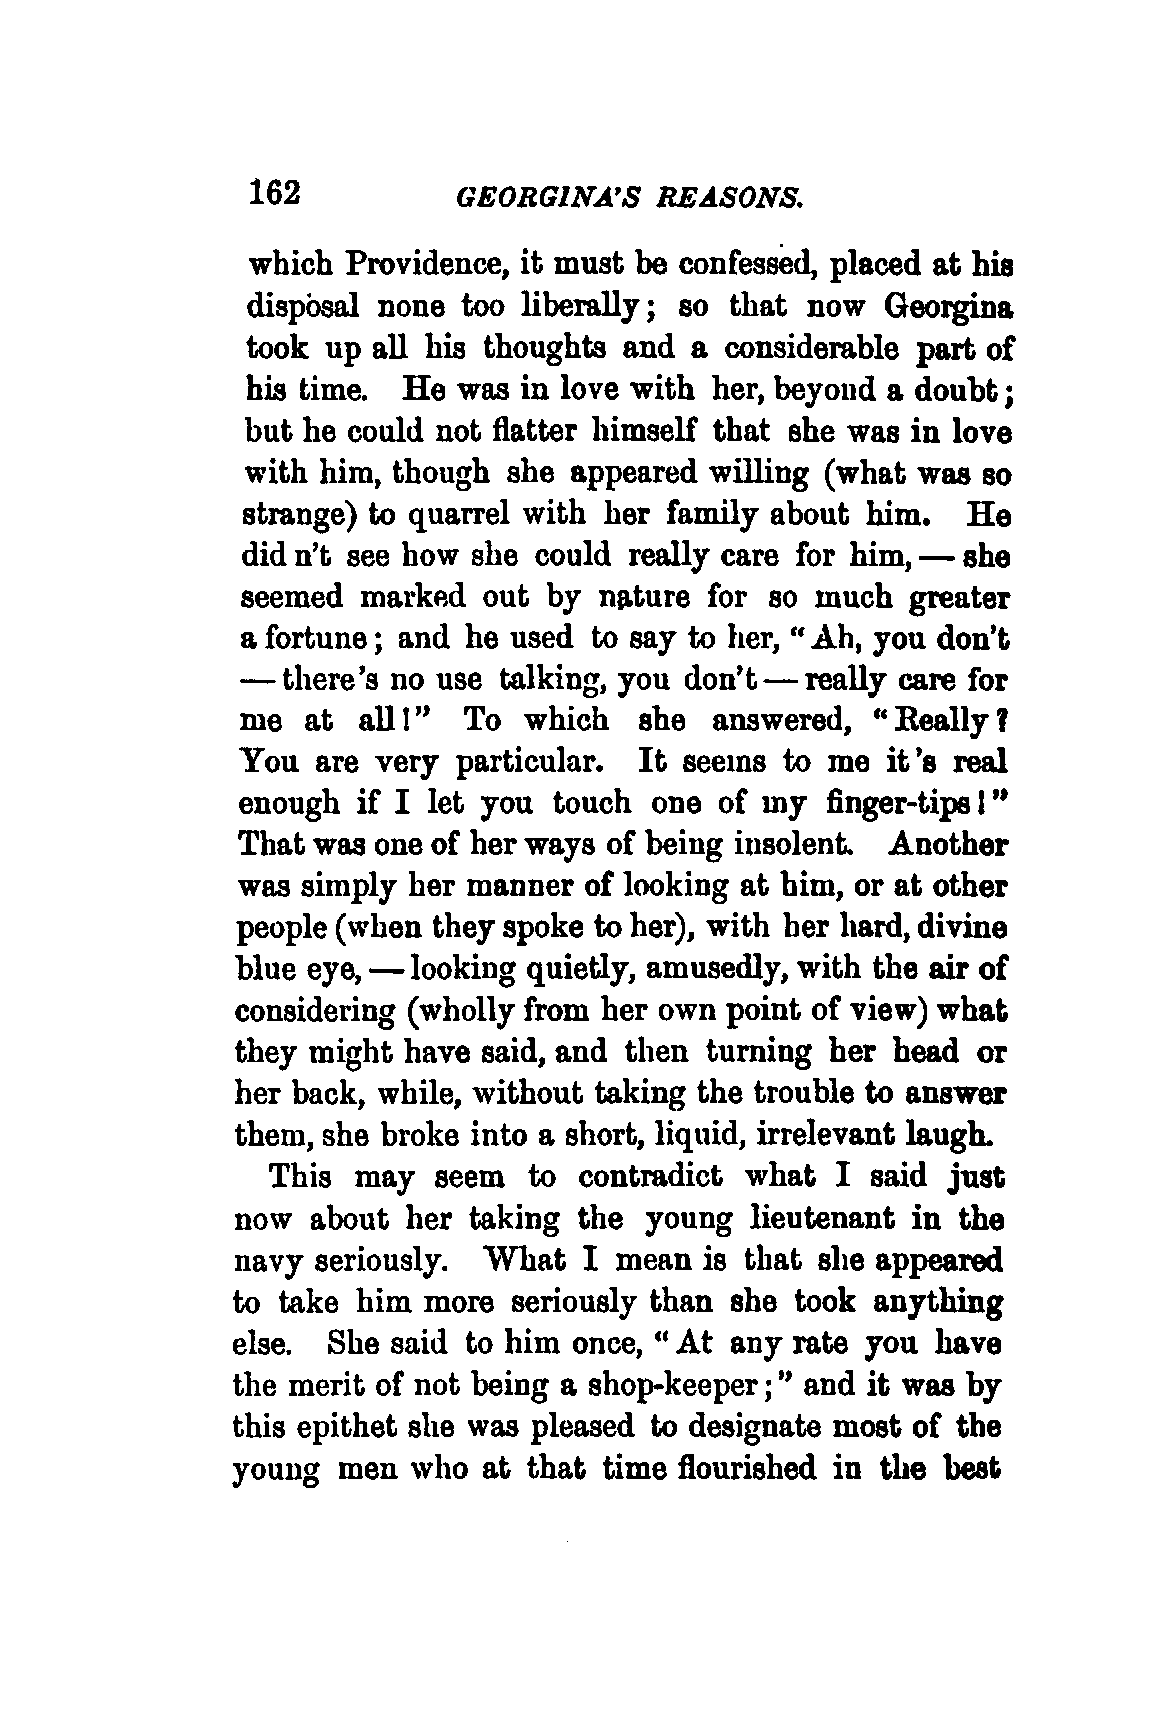 162 GEORGINA'S REASONS.
which Providence, it must be confessed, placed at his
disposal none too liberally; so that now Georgina
took up all his thoughts and a considerable part of
his time. He was in love with her, beyond a doubt;
but he could not flatter himself that she was in love
with him, though she appeared willing (what was so
strange) to quarrel with her family about him. He
did n't see how she could really care for him, — she
seemed marked out by nature for so much greater
a fortune; and he used to say to her, "Ah, you don't
— there's no use talking, you don't — really care for
me at all!" To which she answered, "Really?
You are very particular. It seems to me it's real
enough if I let you touch one of my finger-tips!"
That was one of her ways of being insolent. Another
was simply her manner of looking at him, or at other
people (when they spoke to her), with her hard, divine
blue eye, — looking quietly, amusedly, with the air of
considering (wholly from her own point of view) what
they might have said, and then turning her head or
her back, while, without taking the trouble to answer
them, she broke into a short, liquid, irrelevant laugh.
This may seem to contradict what I said just
now about her taking the young lieutenant in the
navy seriously. What I mean is that she appeared
to take him more seriously than she took anything
else. She said to him once, "At any rate you have
the merit of not being a shop-keeper;" and it was by
this epithet she was pleased to designate most of the
young men who at that time flourished in the best